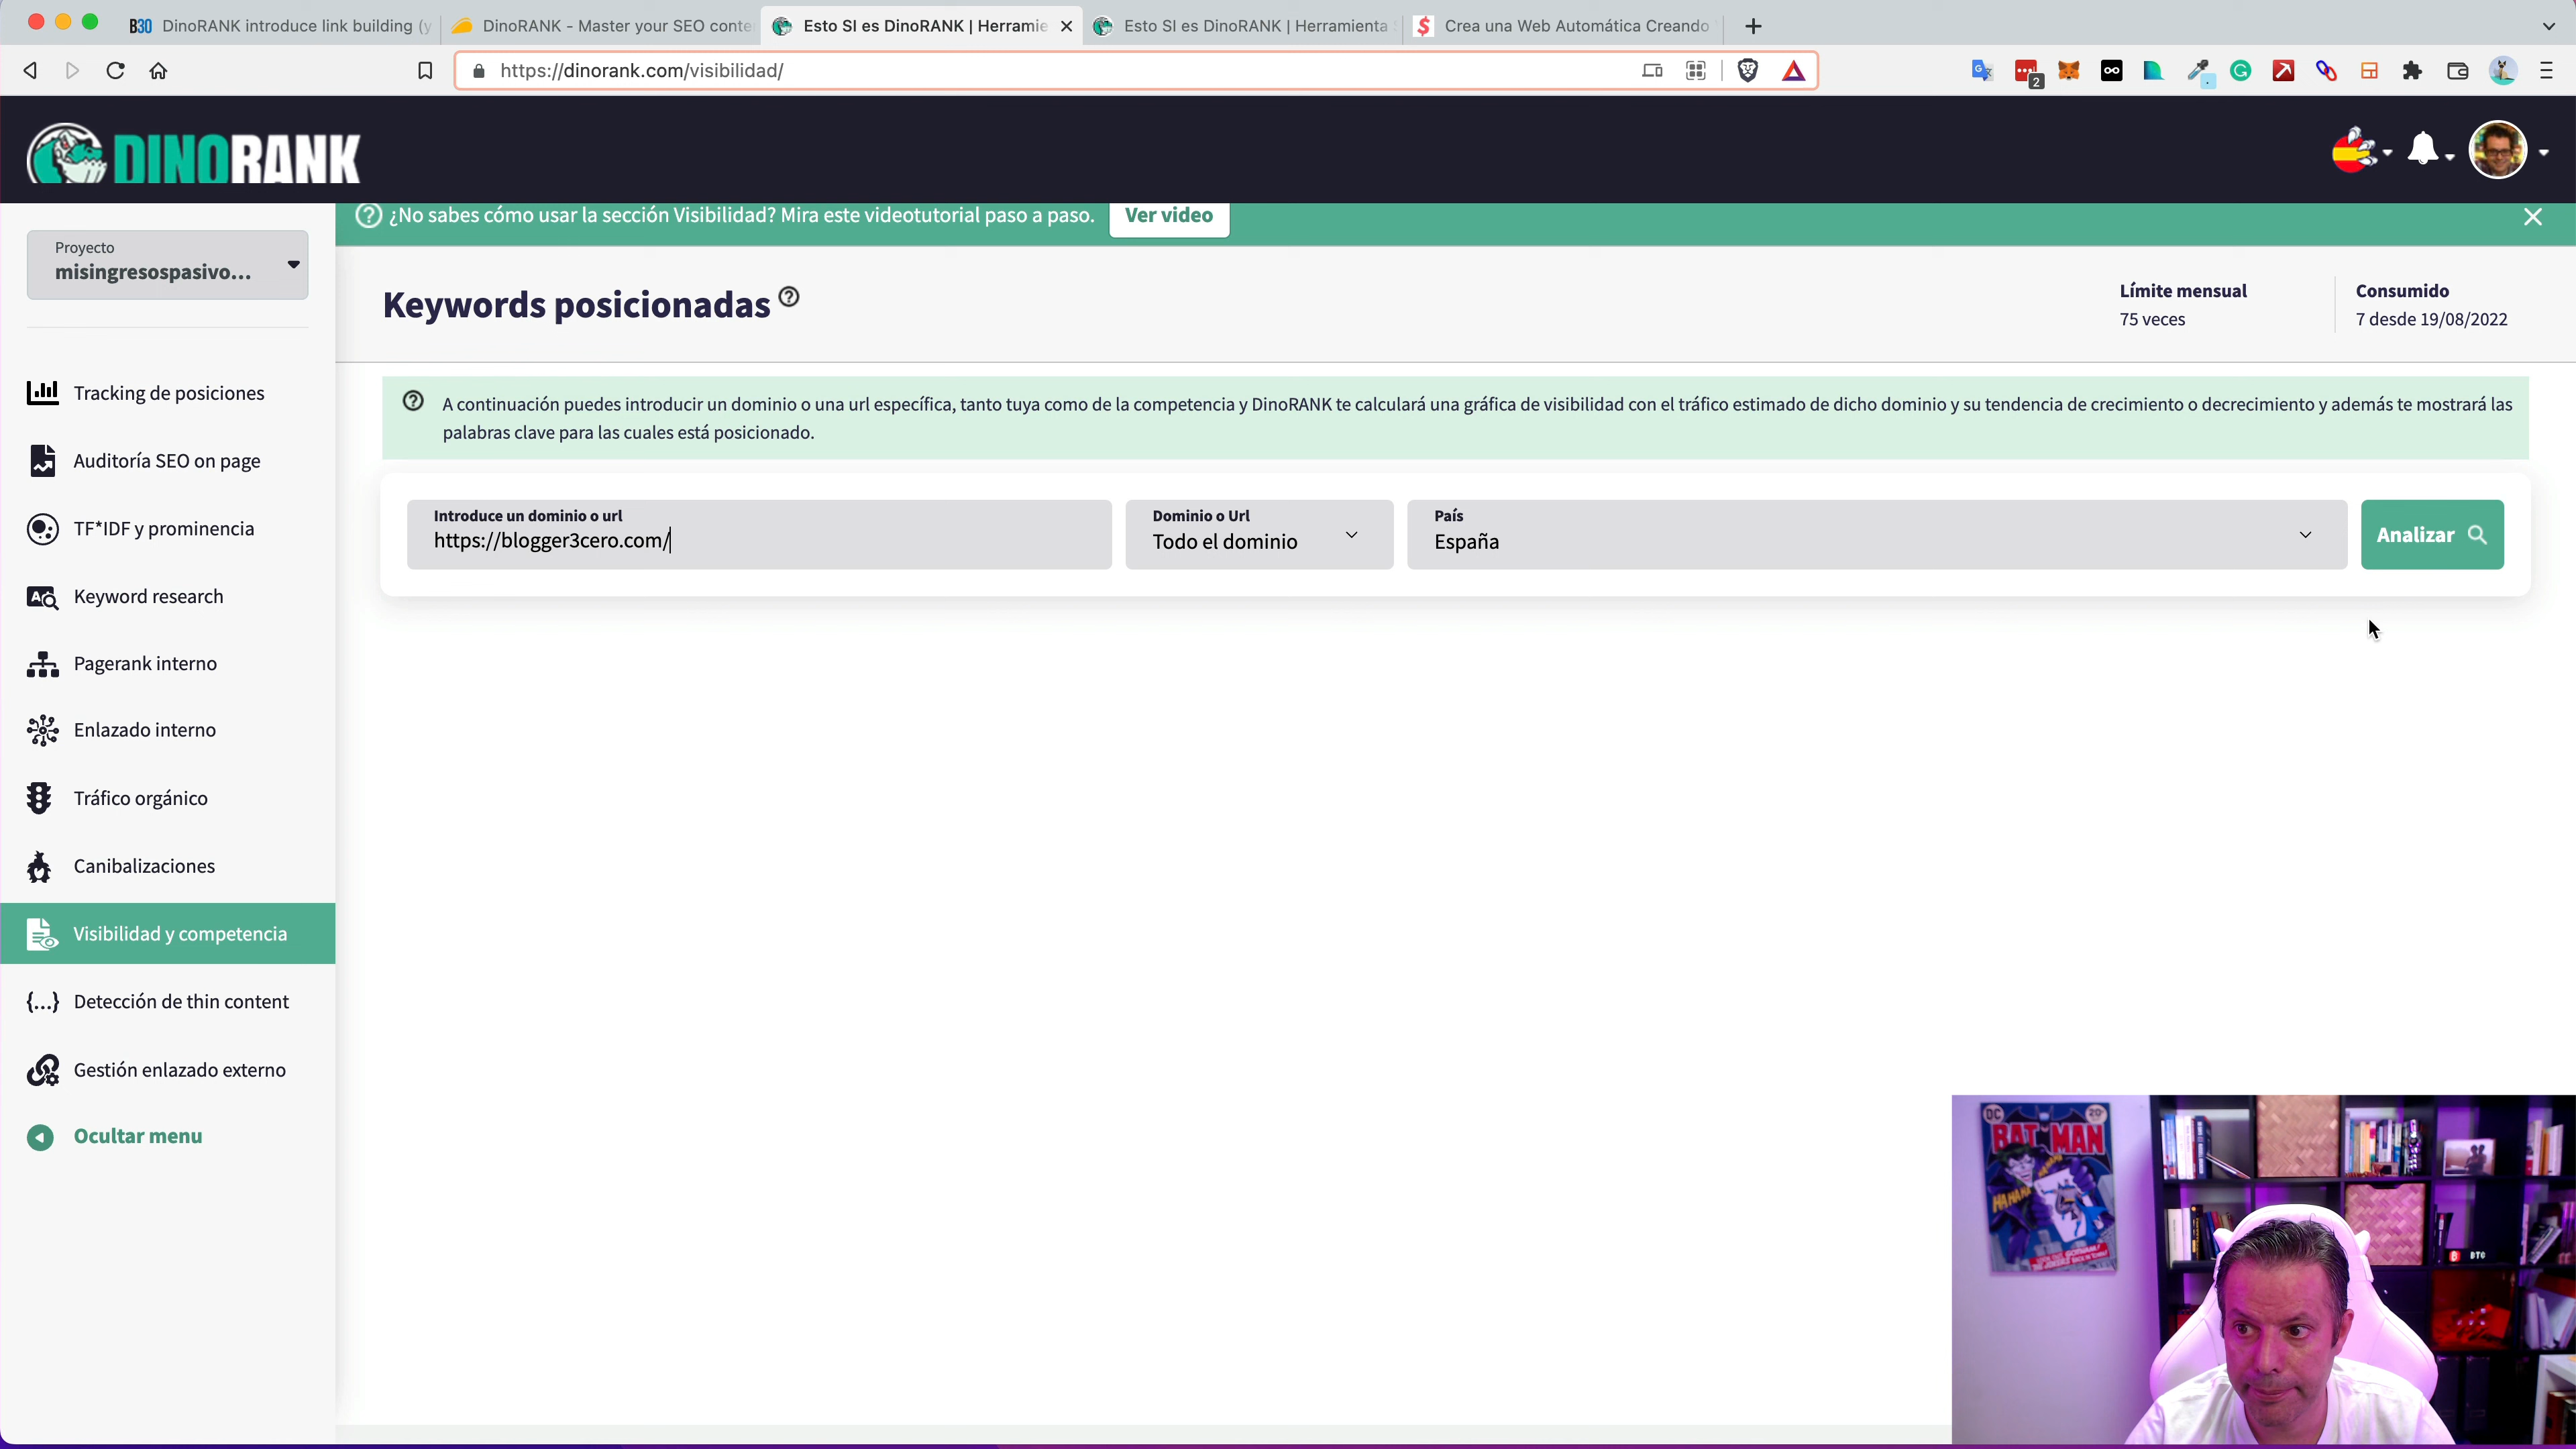 B30 DinoRANK introduce link building (y
DinoRANK - Master your SEO conte
Esto SI es DinoRANK | Herramie
Esto SI es DinoRANK | Herramienta
Crea una Web Automática Creando
https://dinorank.com/visibilidad/
2
DINORANK
¿No sabes cómo usar la sección Visibilidad? Mira este videotutorial paso a paso.
Ver video
Proyecto
misingresospasivo...
Keywords posicionadas
Límite mensual
75 veces
Consumido
7 desde 19/08/2022
A continuación puedes introducir un dominio o una url específica, tanto tuya como de la competencia y DinoRANK te calculará una gráfica de visibilidad con el tráfico estimado de dicho dominio y su tendencia de crecimiento o decrecimiento y además te mostrará las
palabras clave para las cuales está posicionado.
Introduce un dominio o url
https://blogger3cero.com/
Dominio o Url
Todo el dominio
País
España
Analizar
Tracking de posiciones
Auditoría SEO on page
TF*IDF y prominencia
Keyword research
Pagerank interno
Enlazado interno
Tráfico orgánico
Canibalizaciones
Visibilidad y competencia
Detección de thin content
Gestión enlazado externo
Ocultar menu
DC
BATMAN
BTC